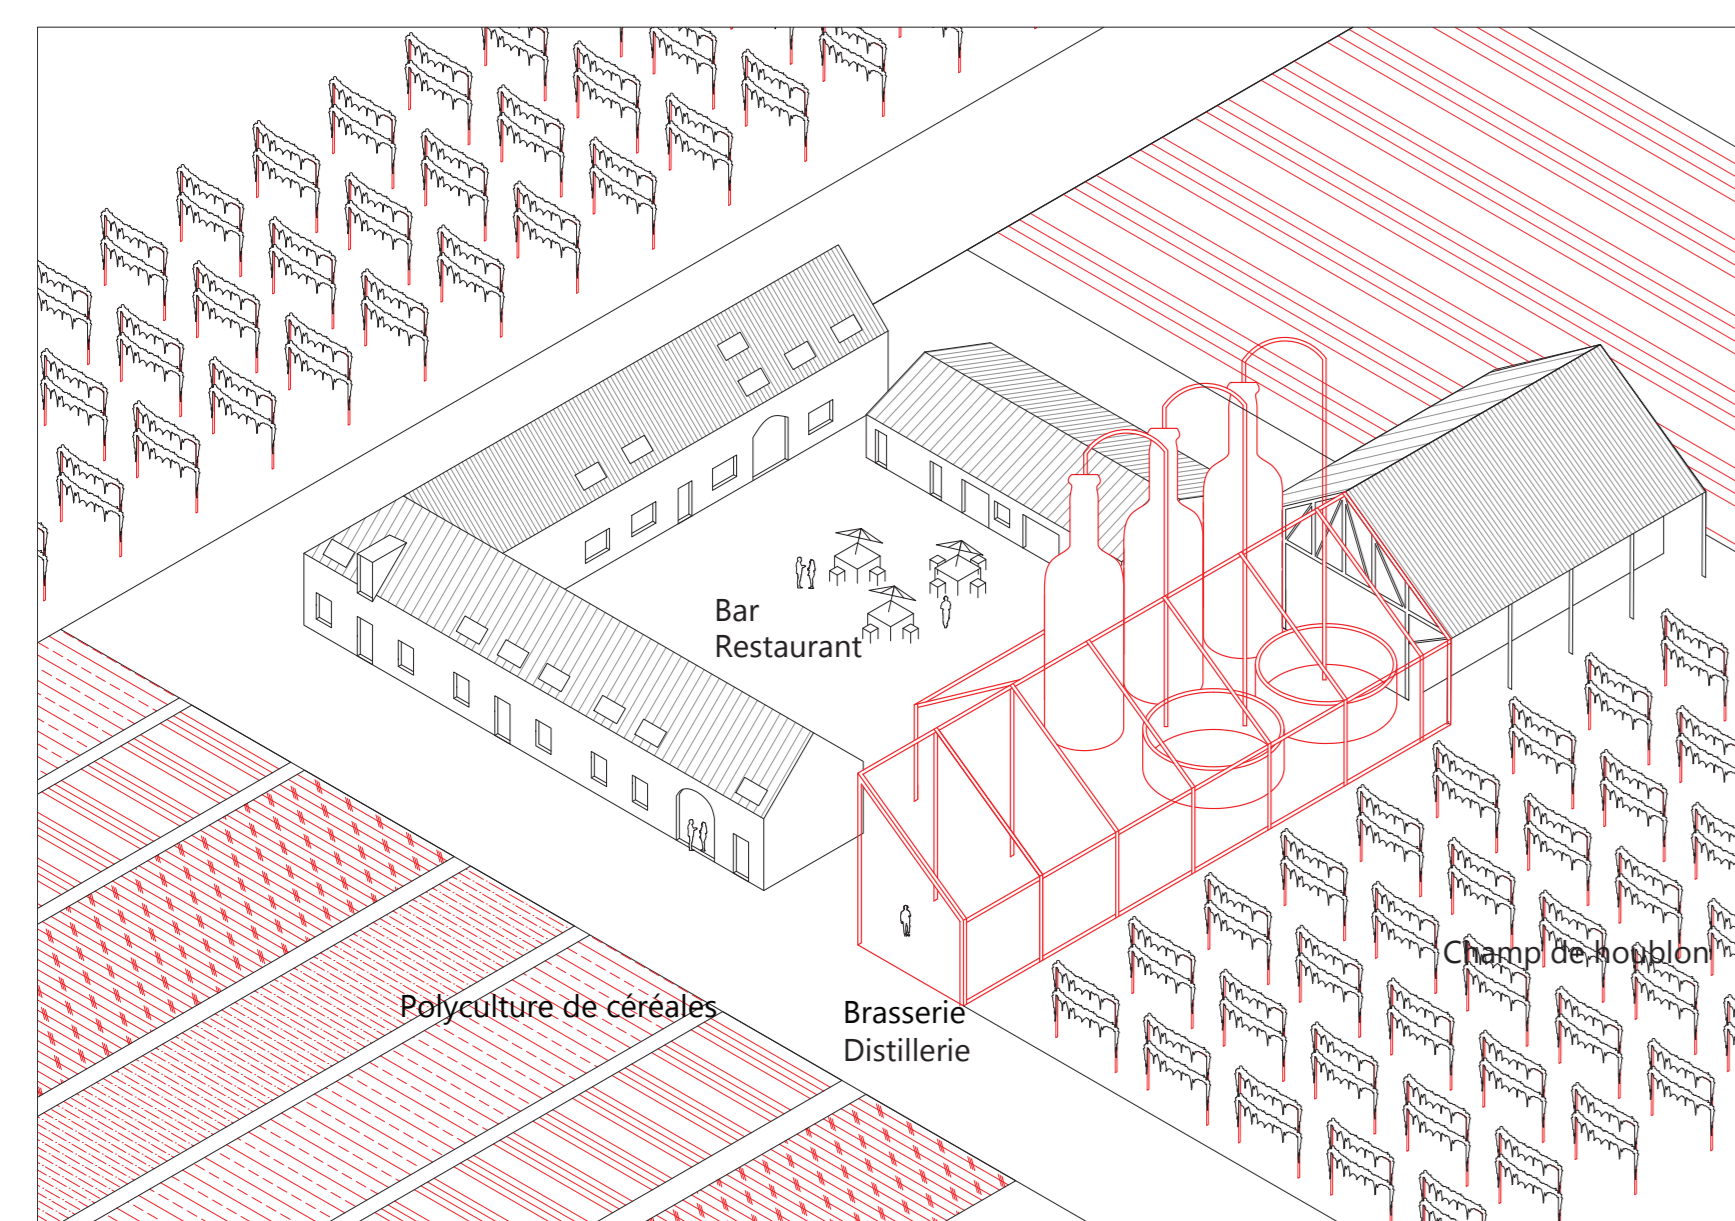 Bar
Restaurant
Champ de houblon
Polyculture de céréales
Brasserie
Distillerie